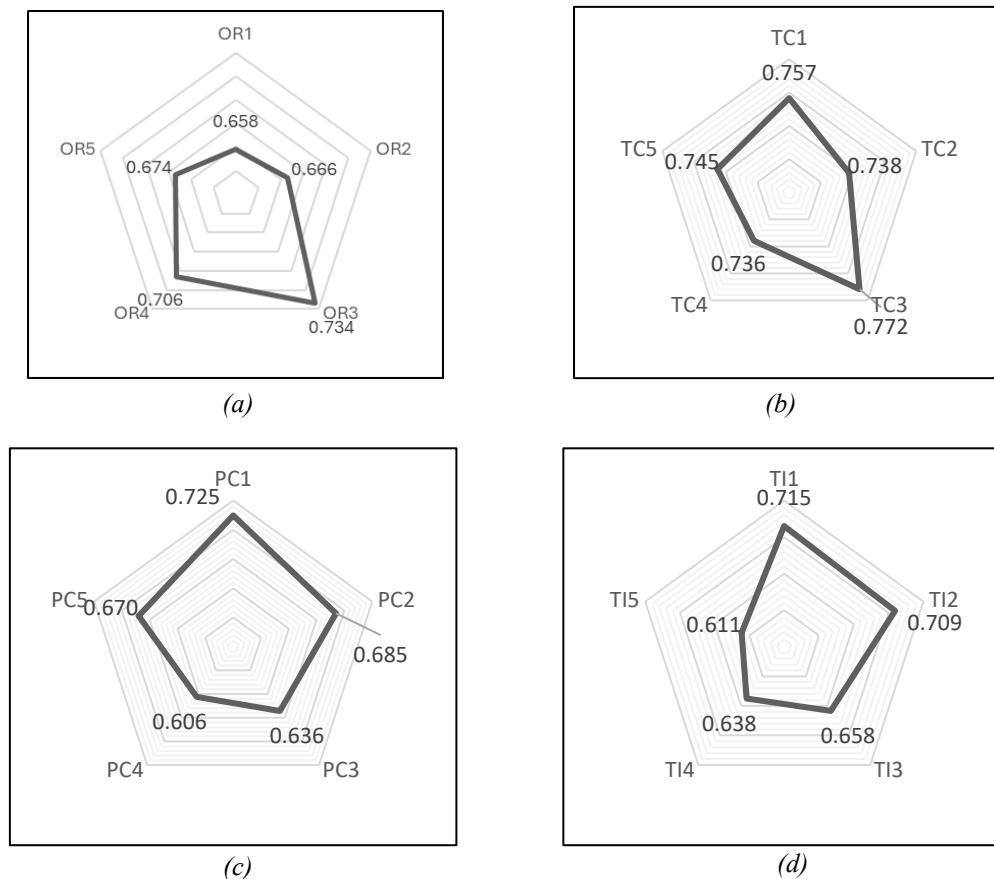 OR1
0.658
OR5
OR2
0.674
0.666
0.706
OR4
OR3
0.734
(a)
TC1
0.757
TC5
TC2
0.745
0.738
0.736
TC4
TC3
0.772
(b)
PC1
0.725
PC5
PC2
0.670
0.685
0.606
0.636
PC4
PC3
(c)
TI1
0.715
TI5
TI2
0.611
0.709
0.638
0.658
TI4
TI3
(d)